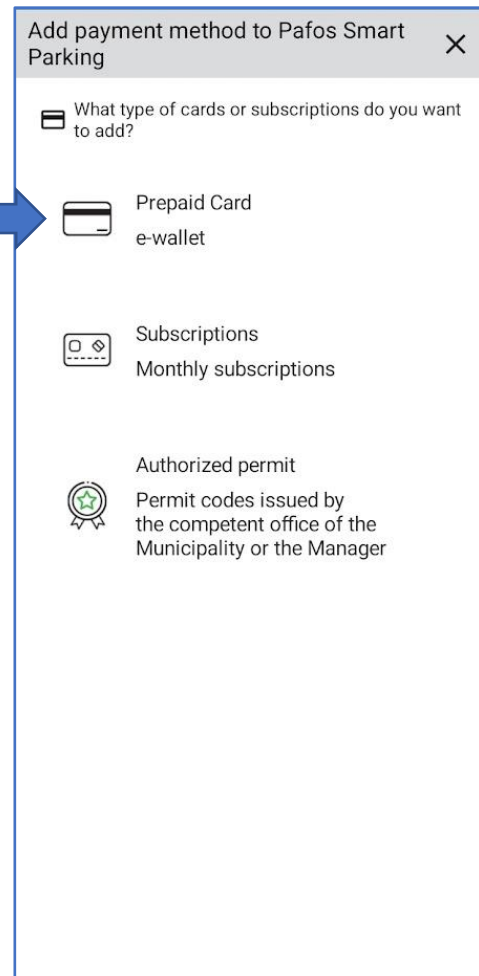 Add payment method to Pafos Smart
Parking
What type of cards or subscriptions do you want
to add?
Prepaid Card
e-wallet
Subscriptions
Monthly subscriptions
Authorized permit
Permit codes issued by
the competent office of the
Municipality or the Manager